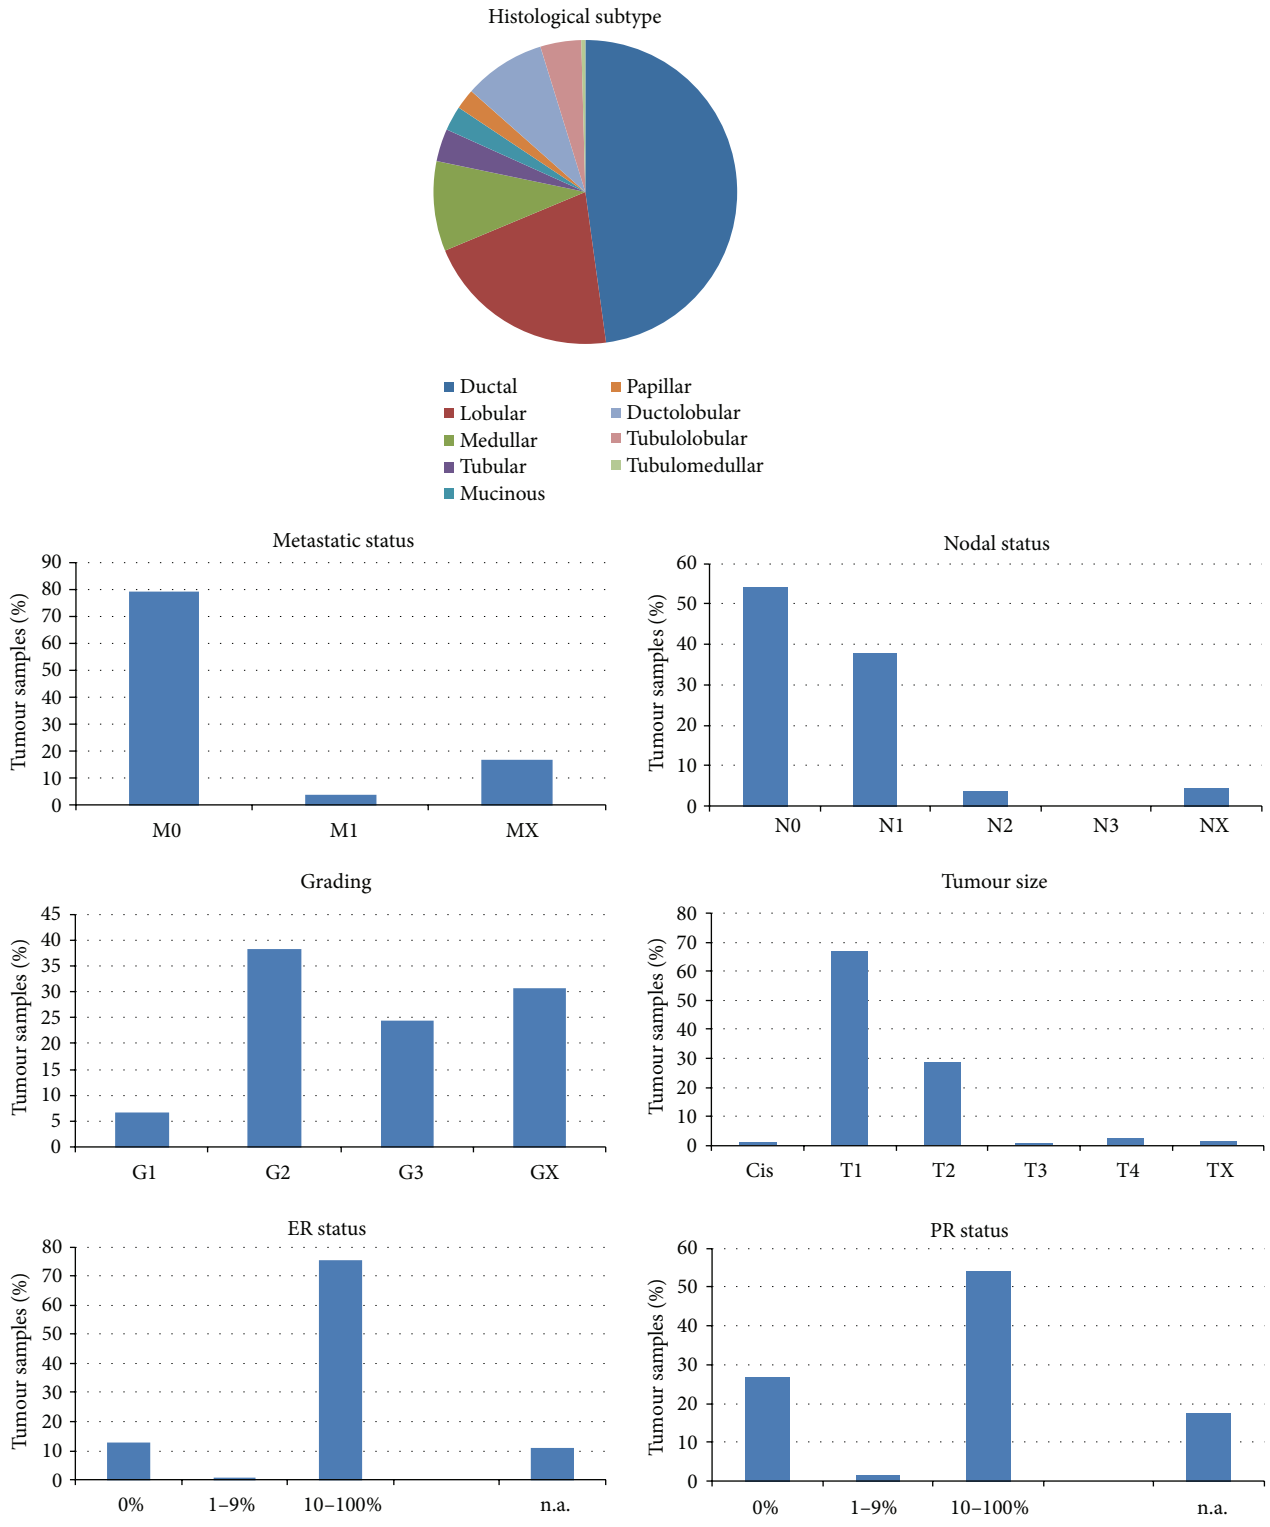 Histological subtype
Ductal
Lobular
Medullar
Tubular
Mucinous
Papillar
Ductolobular
Tubulolobular
Tubulomedullar
Metastatic status
Tumour samples (%)
90
80
70
60
50
40
30
20
10
0
M0 M1 MX
Nodal status
Tumour samples (%)
60
50
40
30
20
10
0
N0 N1 N2 N3 NX
Grading
Tumour samples (%)
45
40
35
30
25
20
15
10
5
0
G1 G2 G3 GX
Tumour size
Tumour samples (%)
80
70
60
50
40
30
20
10
0
Cis T1 T2 T3 T4 TX
ER status
Tumour samples (%)
80
70
60
50
40
30
20
10
0
0% 1–9% 10–100% n.a.
PR status
Tumour samples (%)
60
50
40
30
20
10
0
0% 1–9% 10–100% n.a.